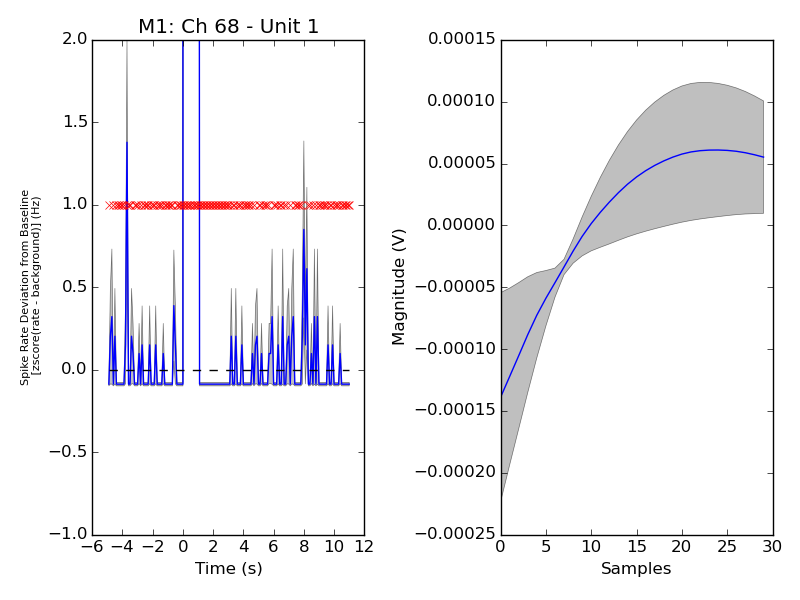 M1: Ch 68 - Unit 1
2.0
1.5
1.0
0.5
0.0
−0.5
−1.0
Spike Rate Deviation from Baseline
[zscore(rate - background)] (Hz)
−6 −4 −2 0 2 4 6 8 10 12
Time (s)
0.00015
0.00010
0.00005
0.00000
−0.00005
−0.00010
−0.00015
−0.00020
−0.00025
Magnitude (V)
0 5 10 15 20 25 30
Samples